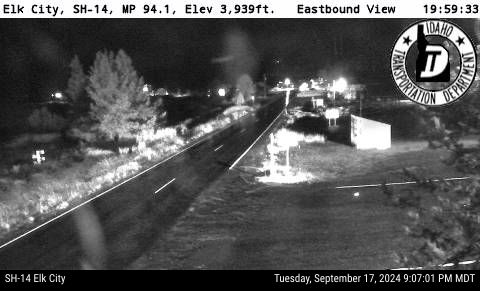 Elk City, SH-14, MP 94.1, Elev 3,939ft. Eastbound View 19:59:33
IDAHO
TRANSPORTATION DEPARTMENT
SH-14 Elk City Tuesday, September 17, 2024 9:07:01 PM MDT